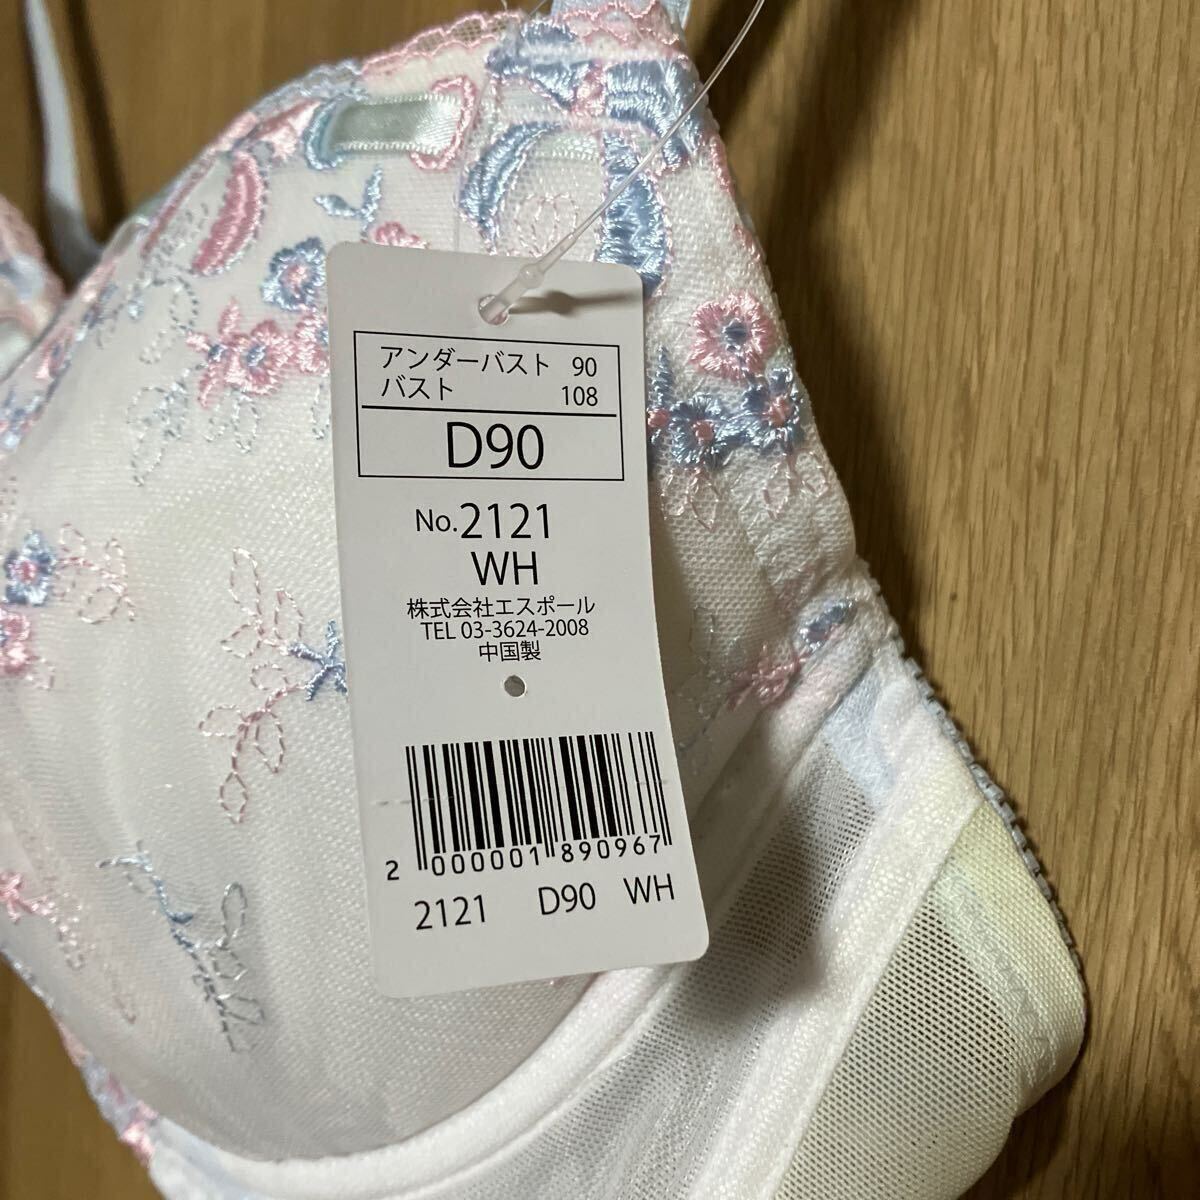 アンダーバスト 90
バスト 108
D90
No.2121
WH
株式会社エスポール
TEL 03-3624-2008
中国製
2 000001 890967
2121 D90 WH